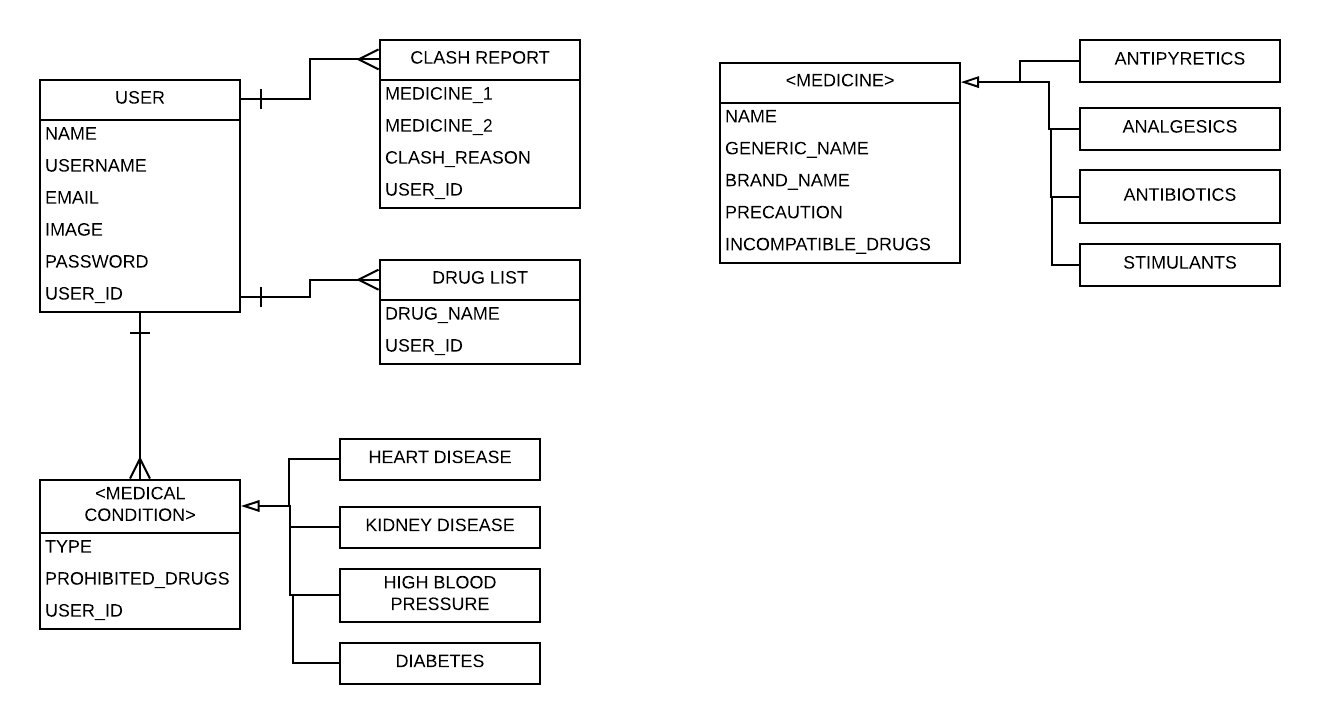 USER
NAME
USERNAME
EMAIL
IMAGE
PASSWORD
USER_ID
CLASH REPORT
MEDICINE_1
MEDICINE_2
CLASH_REASON
USER_ID
DRUG LIST
DRUG_NAME
USER_ID
<MEDICAL
CONDITION>
TYPE
PROHIBITED_DRUGS
USER_ID
HEART DISEASE
KIDNEY DISEASE
HIGH BLOOD
PRESSURE
DIABETES
<MEDICINE>
NAME
GENERIC_NAME
BRAND_NAME
PRECAUTION
INCOMPATIBLE_DRUGS
ANTIPYRETICS
ANALGESICS
ANTIBIOTICS
STIMULANTS